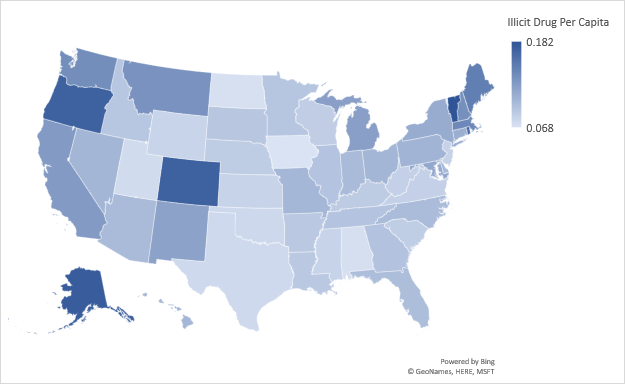 Illicit Drug Per Capita
0.182
0.068
Powered by Bing
© GeoNames, HERE, MSFT